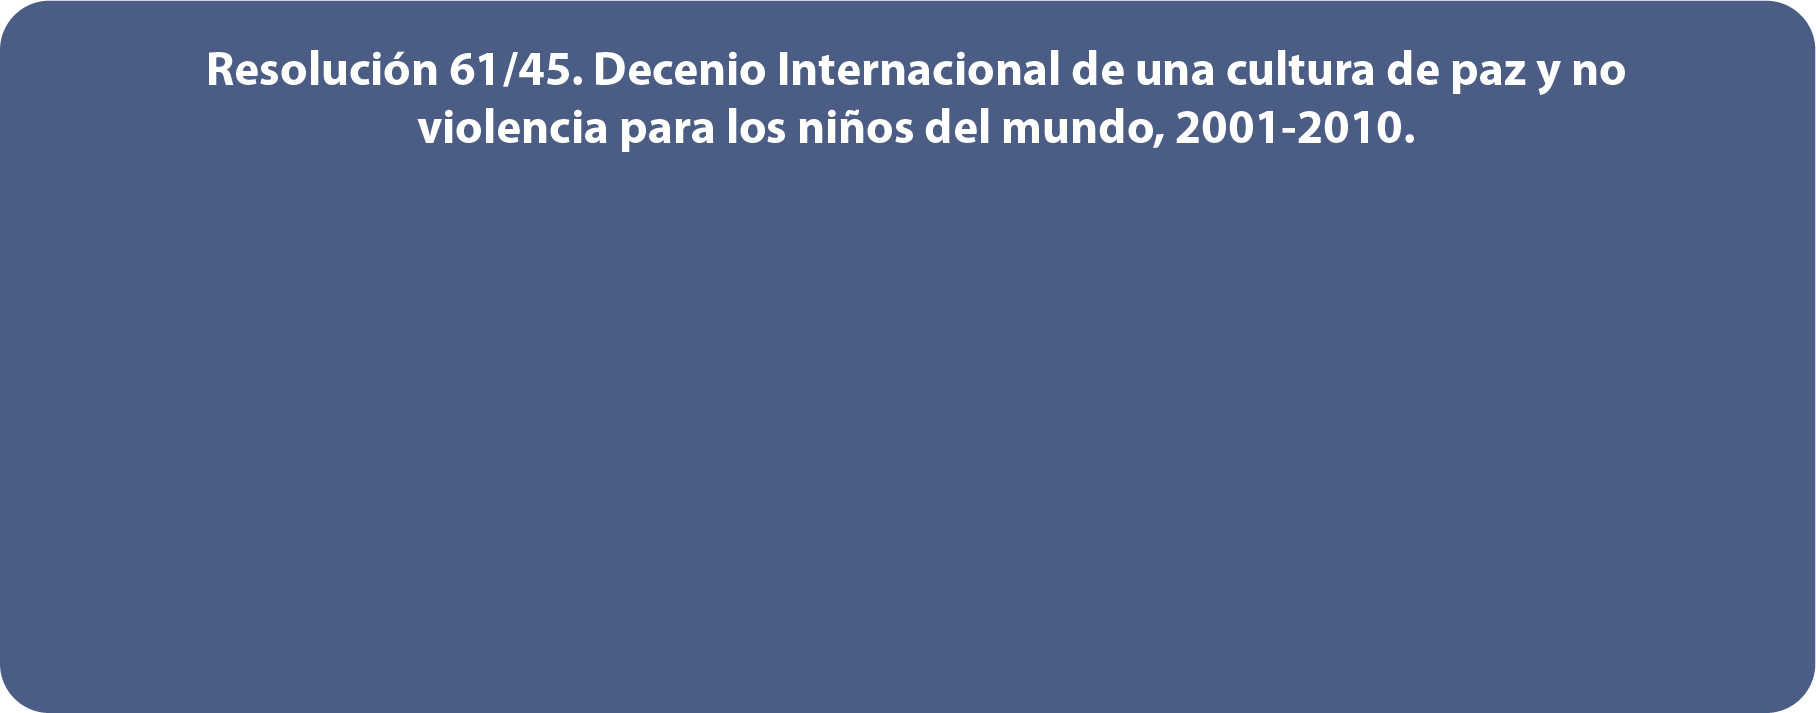 Resolución 61/45. Decenio Internacional de una cultura de paz y no
violencia para los niños del mundo, 2001-2010.